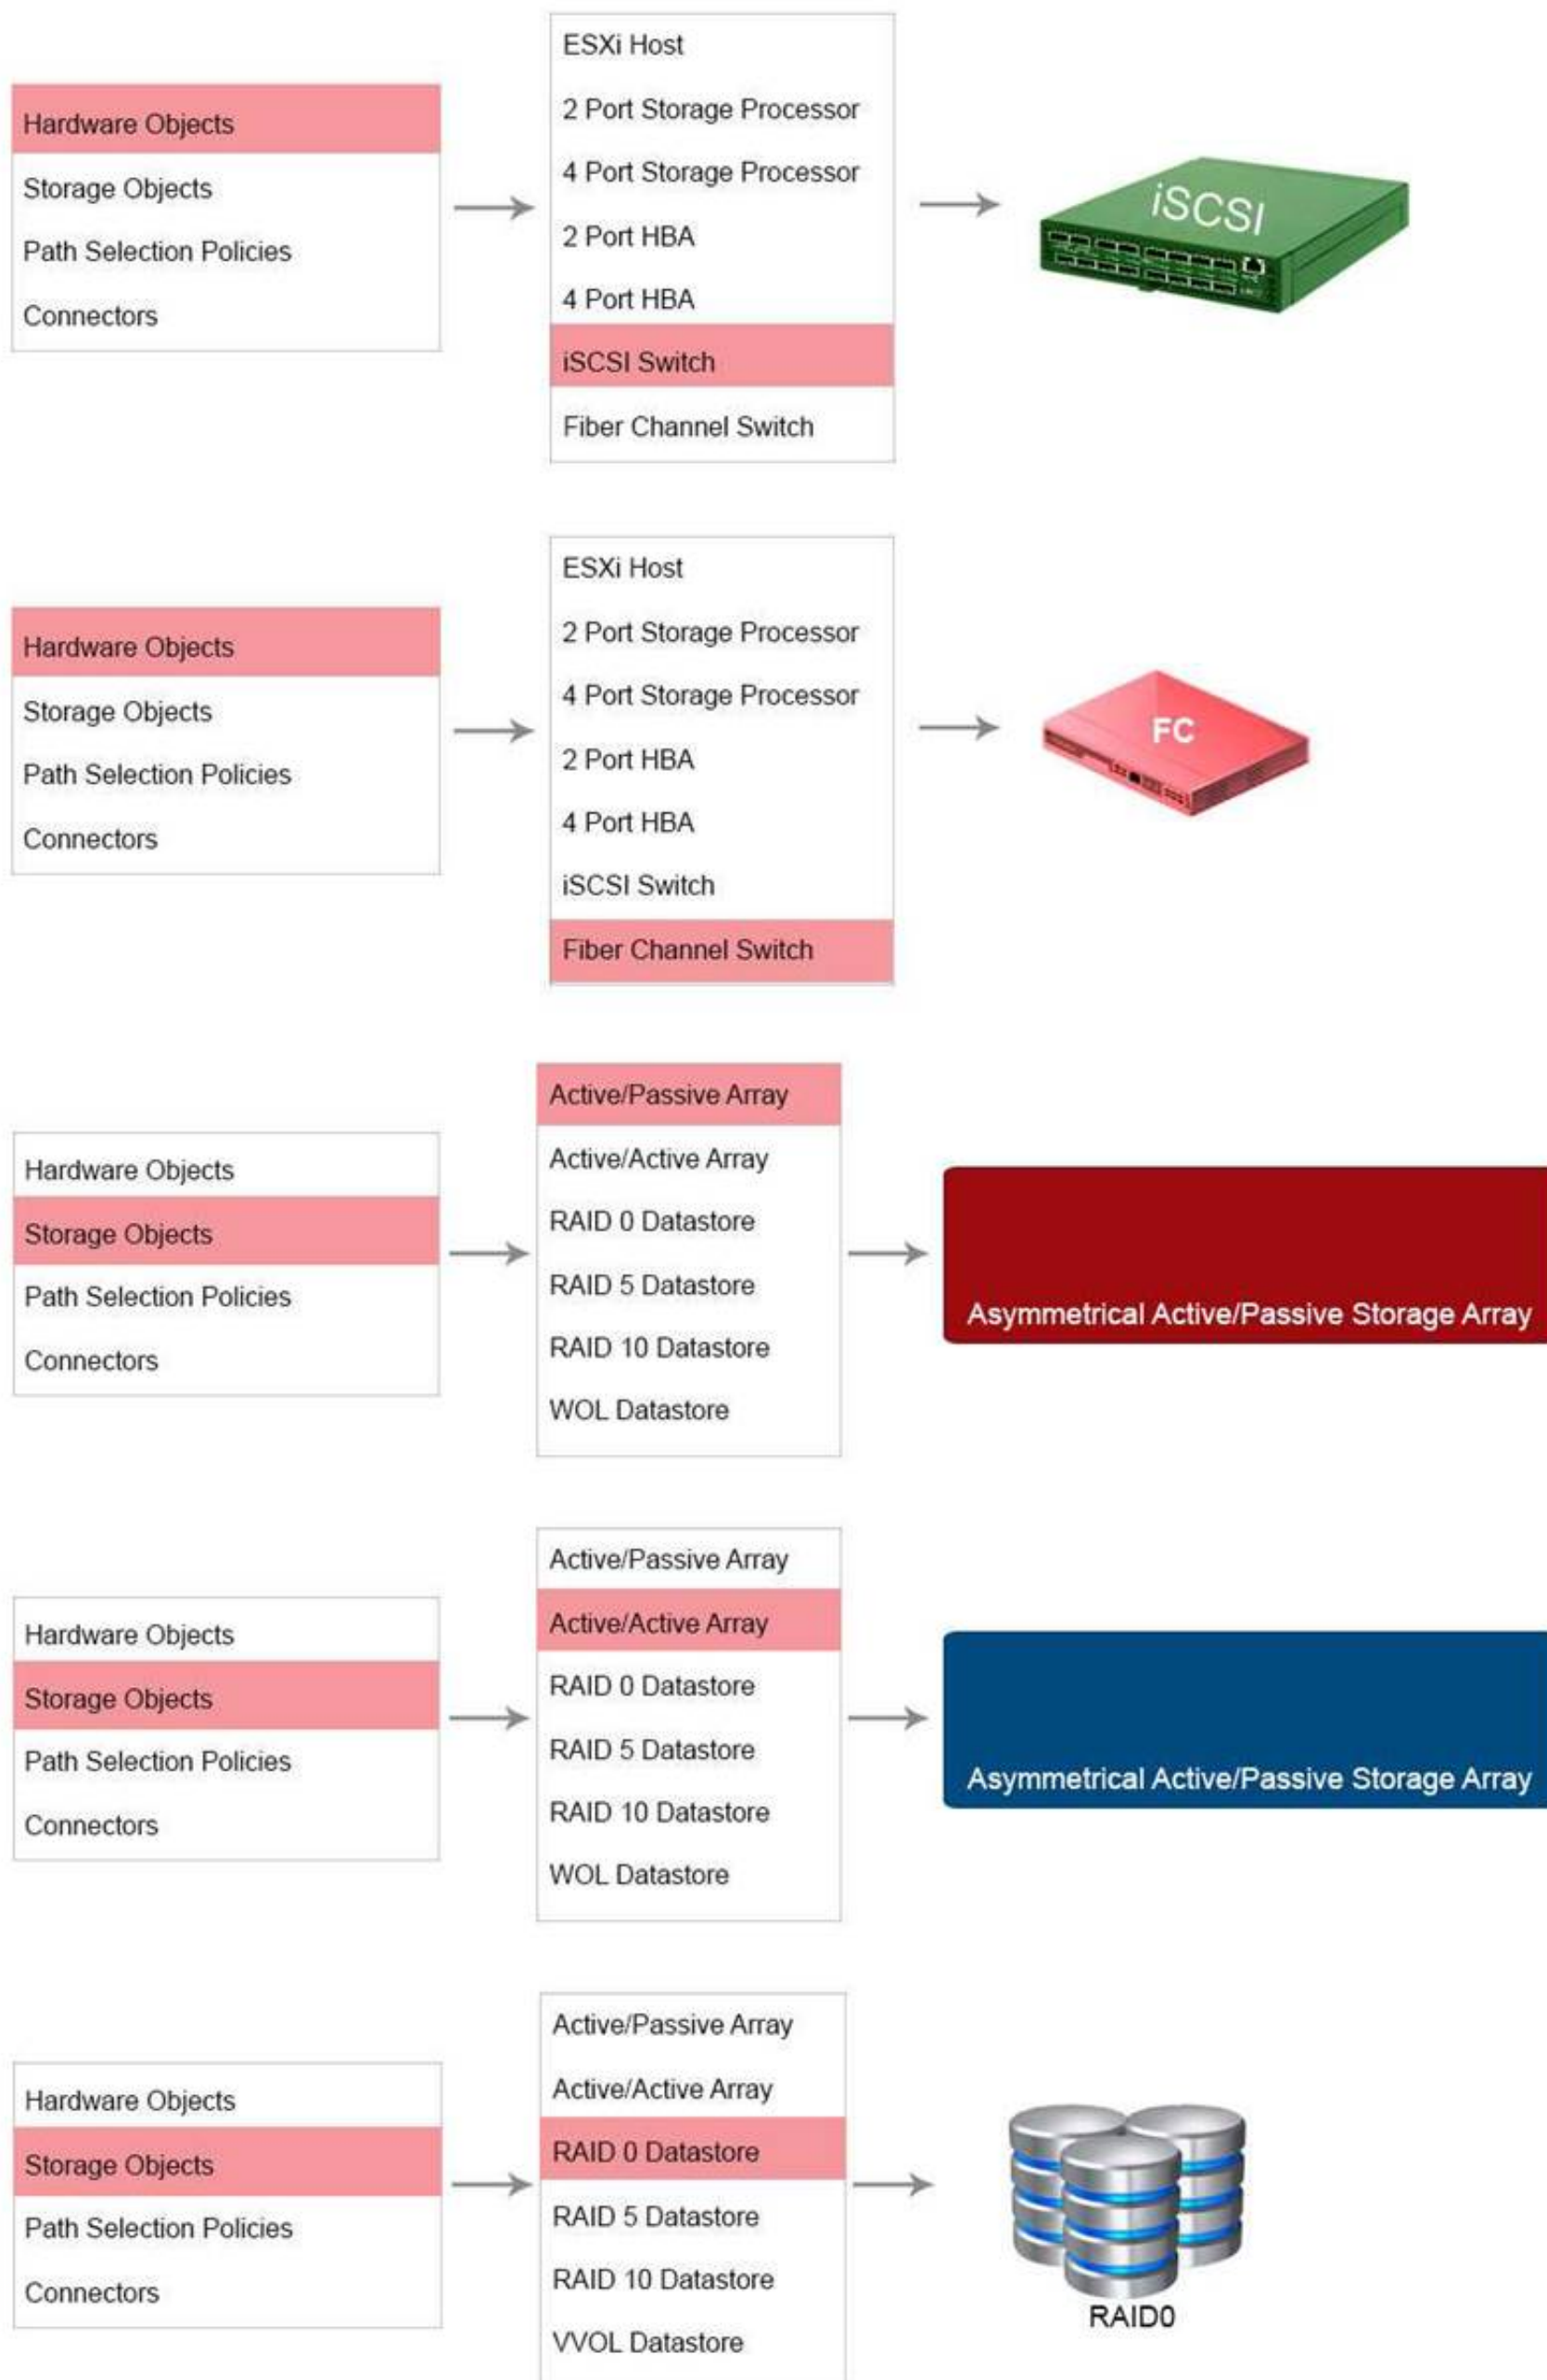 Hardware Objects
Storage Objects
Path Selection Policies
Connectors
ESXi Host
2 Port Storage Processor
4 Port Storage Processor
2 Port HBA
4 Port HBA
iSCSI Switch
Fiber Channel Switch
iSCSI
Hardware Objects
Storage Objects
Path Selection Policies
Connectors
ESXi Host
2 Port Storage Processor
4 Port Storage Processor
2 Port HBA
4 Port HBA
iSCSI Switch
Fiber Channel Switch
FC
Hardware Objects
Storage Objects
Path Selection Policies
Connectors
Active/Passive Array
Active/Active Array
RAID 0 Datastore
RAID 5 Datastore
RAID 10 Datastore
WOL Datastore
Asymmetrical Active/Passive Storage Array
Hardware Objects
Storage Objects
Path Selection Policies
Connectors
Active/Passive Array
Active/Active Array
RAID 0 Datastore
RAID 5 Datastore
RAID 10 Datastore
WOL Datastore
Asymmetrical Active/Passive Storage Array
Hardware Objects
Storage Objects
Path Selection Policies
Connectors
Active/Passive Array
Active/Active Array
RAID 0 Datastore
RAID 5 Datastore
RAID 10 Datastore
VVOL Datastore
RAID0